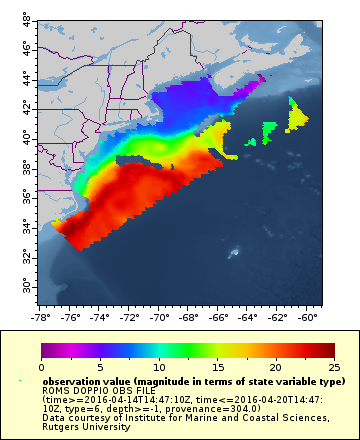 48°
46°
44°
42°
40°
38°
36°
34°
32°
30°
-78° -76° -74° -72° -70° -68° -66° -64° -62° -60°
0 5 10 15 20 25
observation value (magnitude in terms of state variable type)
ROMS DOPPIO OBS FILE
(time>=2016-04-14T14:47:10Z, time<=2016-04-20T14:47:
10Z, type=6, depth>=-1, provenance=304.0)
Data courtesy of Institute for Marine and Coastal Sciences,
Rutgers University